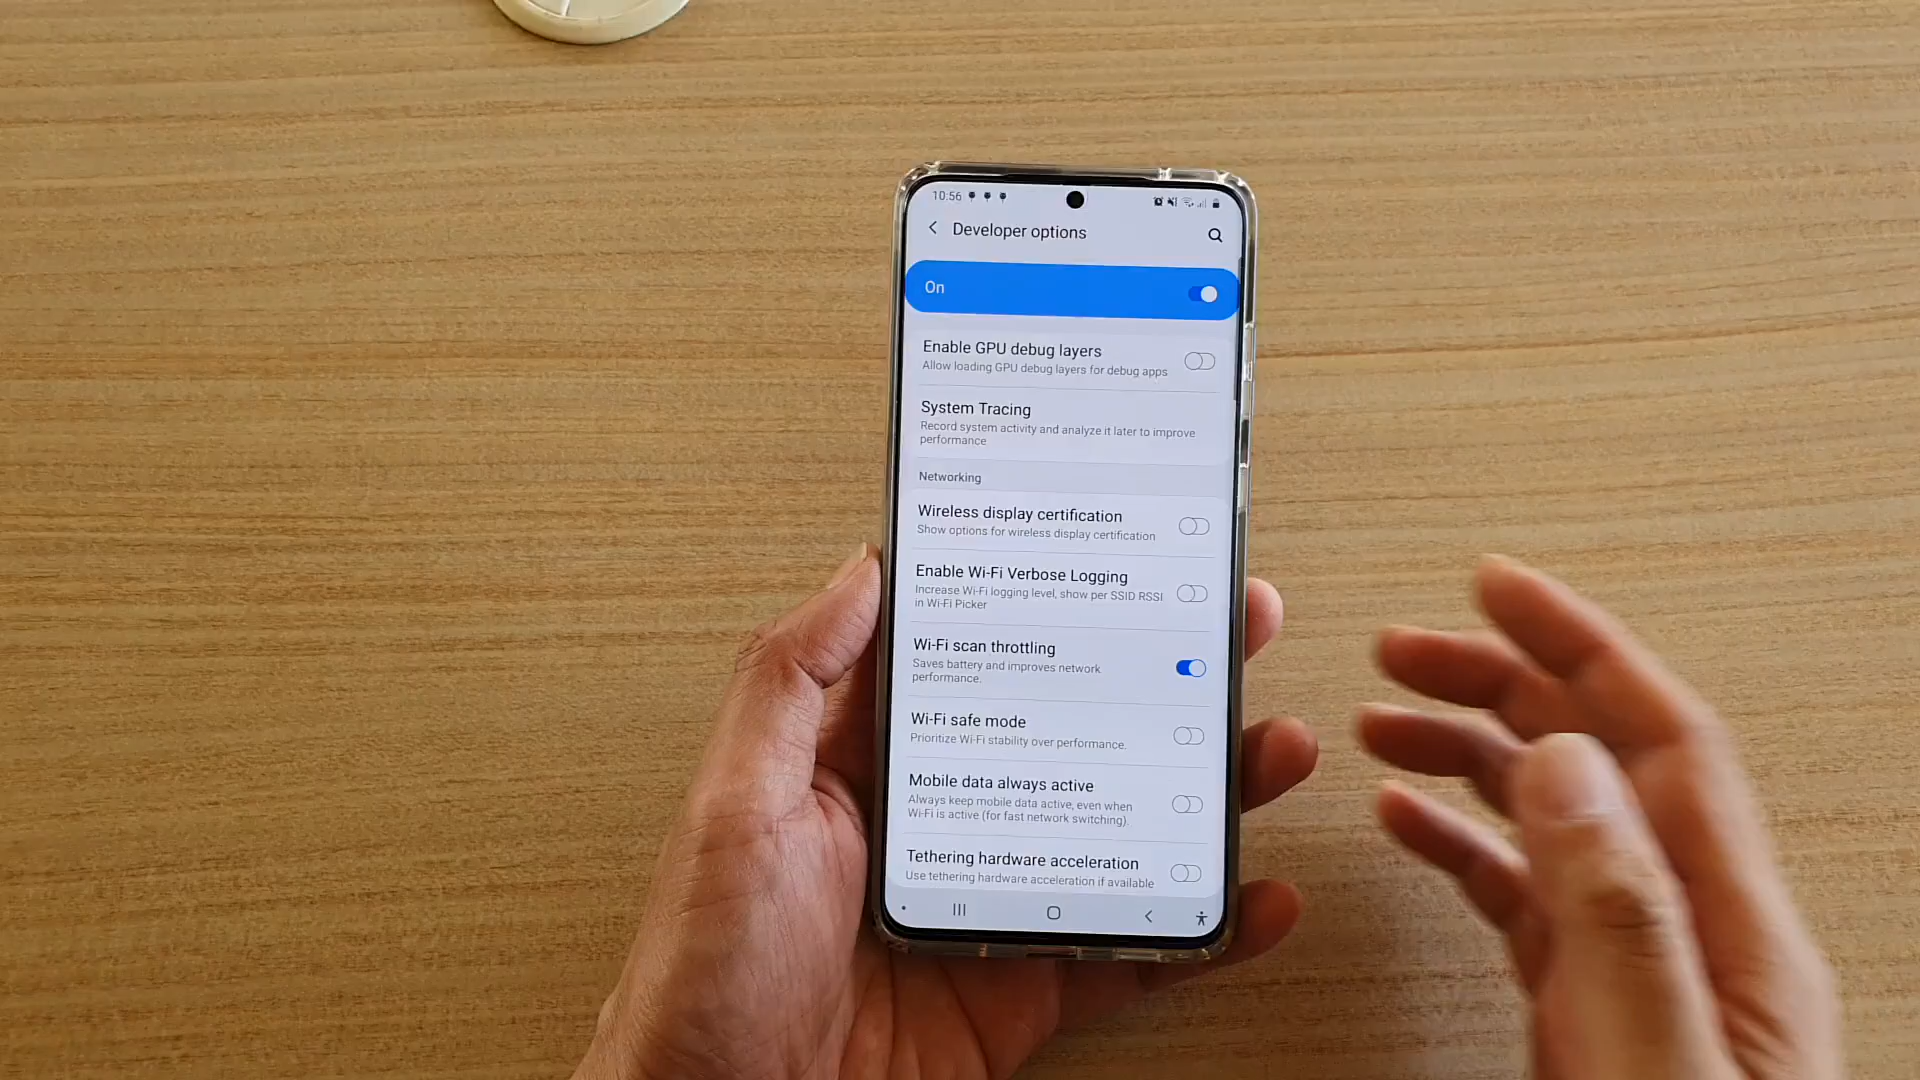 10:56
Developer options
On
Enable GPU debug layers
Allow loading GPU debug layers for debug apps
System Tracing
Record system activity and analyze it later to improve
performance
Networking
Wireless display certification
Show options for wireless display certification
Enable Wi-Fi Verbose Logging
Increase Wi-Fi logging level, show per SSID RSSI
in Wi-Fi Picker
Wi-Fi scan throttling
Saves battery and improves network
performance.
Wi-Fi safe mode
Prioritize Wi-Fi stability over performance.
Mobile data always active
Always keep mobile data active, even when
Wi-Fi is active (for fast network switching).
Tethering hardware acceleration
Use tethering hardware acceleration if available